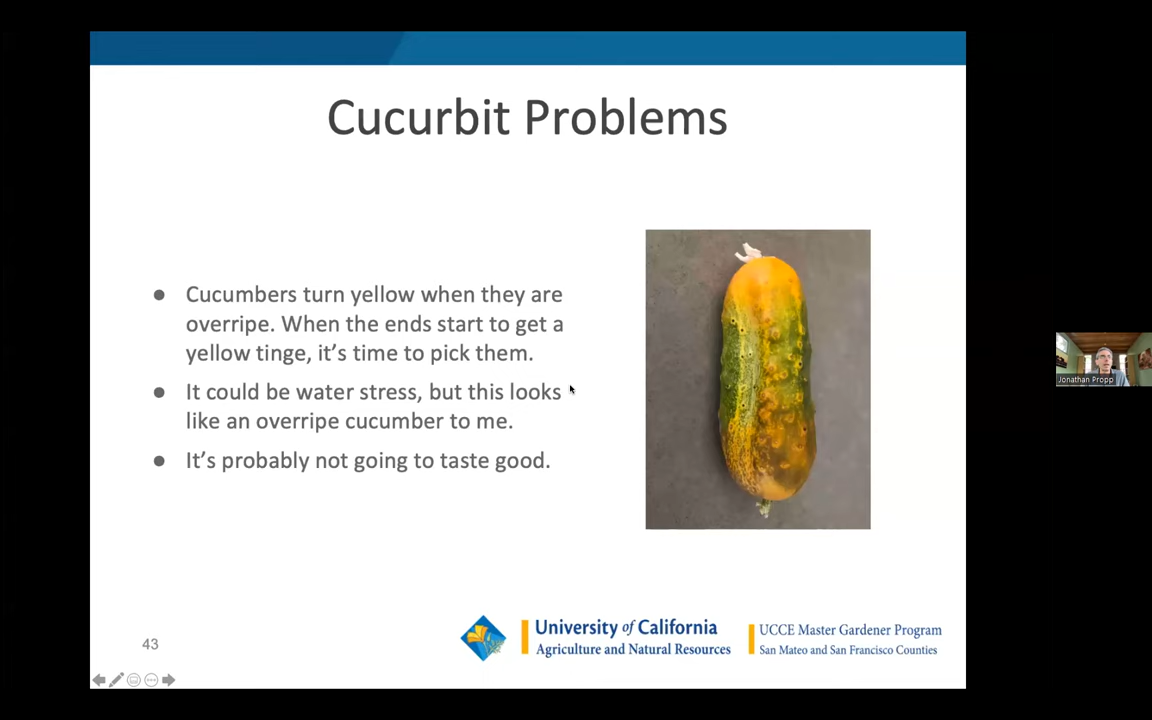 Cucurbit Problems
● Cucumbers turn yellow when they are
overripe. When the ends start to get a
yellow tinge, it's time to pick them.
● It could be water stress, but this looks
like an overripe cucumber to me.
● It's probably not going to taste good.
Jonathan Propp
43
University of California
Agriculture and Natural Resources
UCCE Master Gardener Program
San Mateo and San Francisco Counties